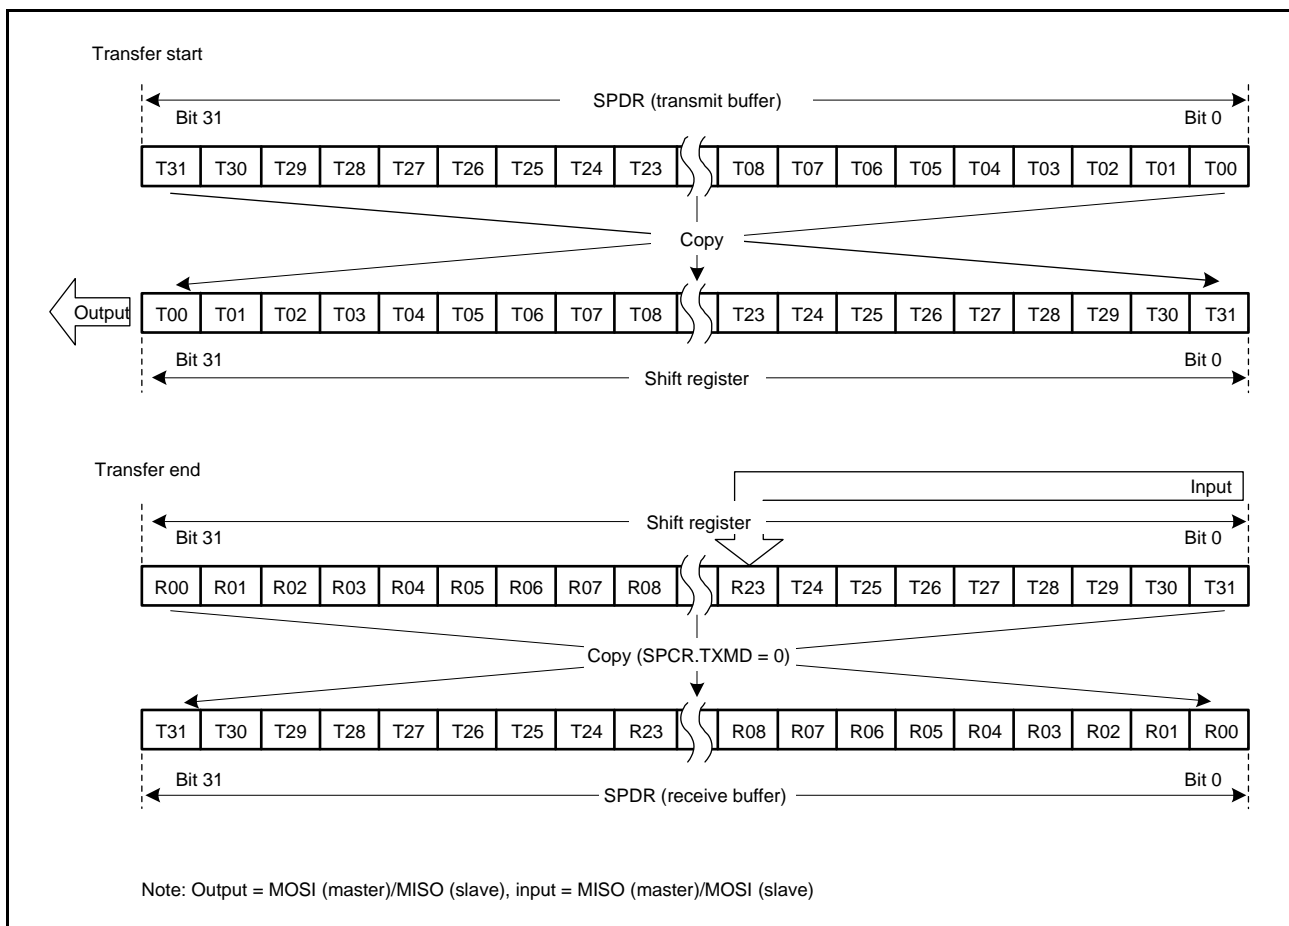 Transfer start
SPDR (transmit buffer)
Bit 31 Bit 0
T31 T30 T29 T28 T27 T26 T25 T24 T23 T08 T07 T06 T05 T04 T03 T02 T01 T00
Copy
Output T00 T01 T02 T03 T04 T05 T06 T07 T08 T23 T24 T25 T26 T27 T28 T29 T30 T31
Bit 31 Bit 0
Shift register
Transfer end
Input
Shift register
Bit 31 Bit 0
R00 R01 R02 R03 R04 R05 R06 R07 R08 R23 T24 T25 T26 T27 T28 T29 T30 T31
Copy (SPCR.TXMD = 0)
T31 T30 T29 T28 T27 T26 T25 T24 R23 R08 R07 R06 R05 R04 R03 R02 R01 R00
Bit 31 Bit 0
SPDR (receive buffer)
Note: Output = MOSI (master)/MISO (slave), input = MISO (master)/MOSI (slave)